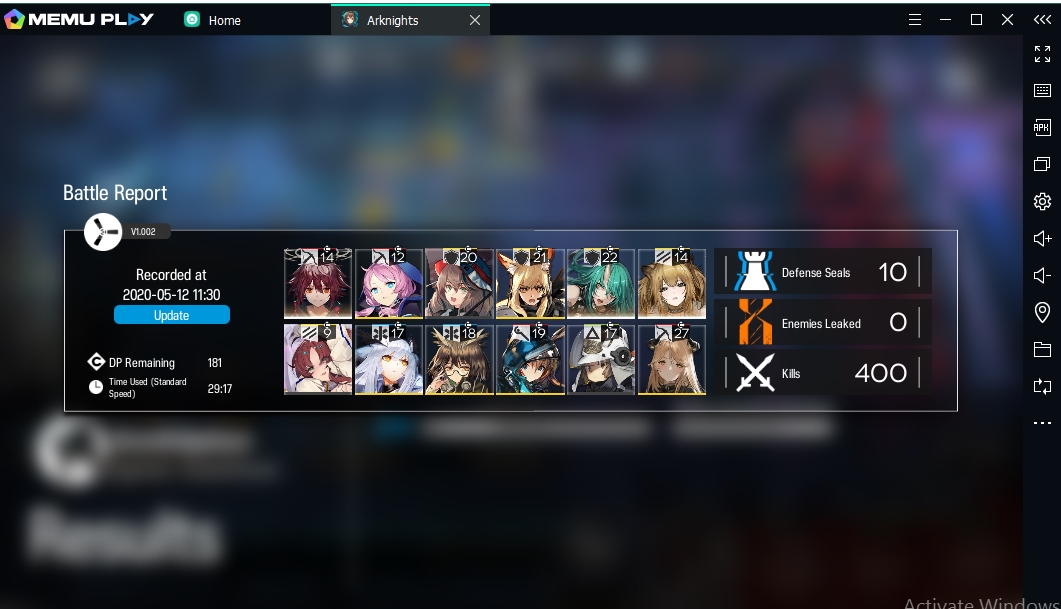 MEMU PLAY
Home
Arknights
APK
Battle Report
V1.002
Recorded at
2020-05-12 11:30
Update
DP Remaining 181
Time Used (Standard
Speed) 29:17
14 12 20 21 22 14
9 17 18 19 17 27
Defense Seals 10
Enemies Leaked 0
Kills 400
Results
Activate Windows